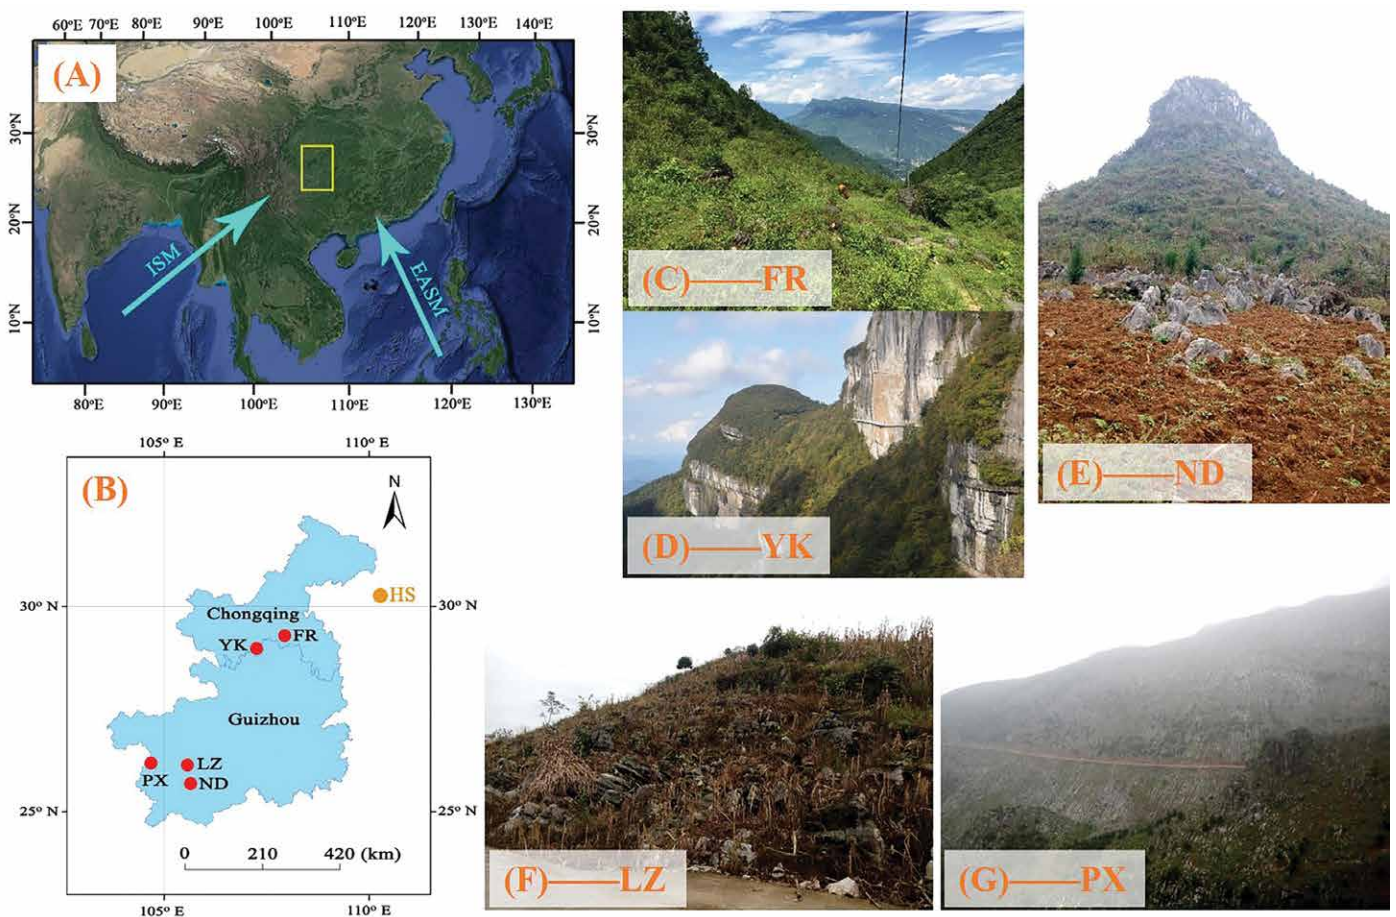 60°E 70°E 80°E 90°E 100°E 110°E 120°E 130°E 140°E
(A)
30°N 30°N
20°N 20°N
10°N 10°N
ISM
EASM
80°E 90°E 100°E 110°E 120°E 130°E
105° E 110° E
(B)
N
HS
30° N 30° N
Chongqing
FR
YK
Guizhou
LZ
PX
ND
25° N 25° N
0 210 420 (km)
105° E 110° E
(C)——FR
(D)——YK
(E)——ND
(F)——LZ
(G)——PX